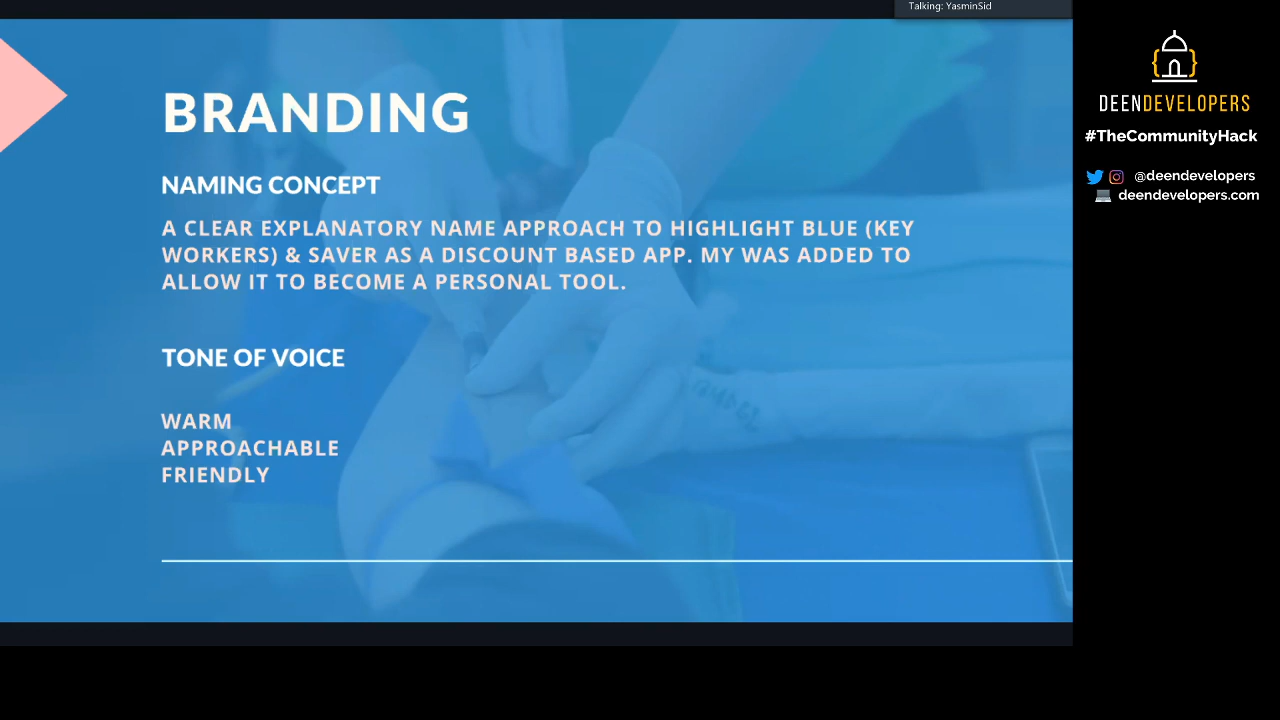 Talking: YasminSid
BRANDING
NAMING CONCEPT
A CLEAR EXPLANATORY NAME APPROACH TO HIGHLIGHT BLUE (KEY
WORKERS) & SAVER AS A DISCOUNT BASED APP. MY WAS ADDED TO
ALLOW IT TO BECOME A PERSONAL TOOL.
TONE OF VOICE
WARM
APPROACHABLE
FRIENDLY
DEENDEVELOPERS
#TheCommunityHack
@deendevelopers
deendevelopers.com